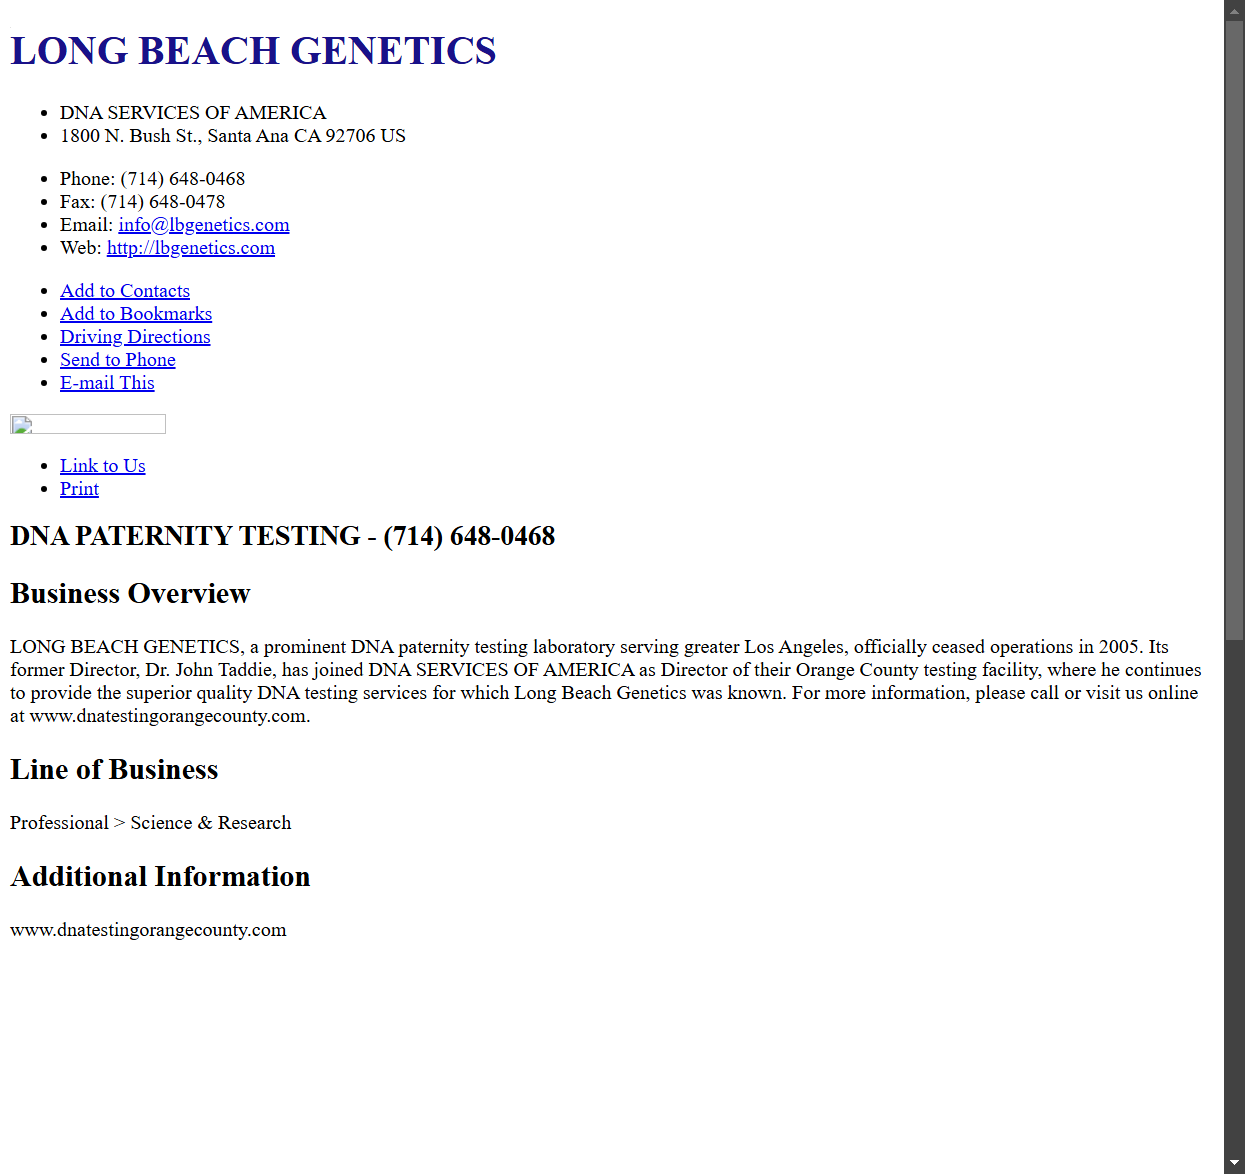 LONG BEACH GENETICS
DNA SERVICES OF AMERICA
1800 N. Bush St., Santa Ana CA 92706 US
Phone: (714) 648-0468
Fax: (714) 648-0478
Email: info@lbgenetics.com
Web: http://lbgenetics.com
Add to Contacts
Add to Bookmarks
Driving Directions
Send to Phone
E-mail This
Link to Us
Print
DNA PATERNITY TESTING - (714) 648-0468
Business Overview
LONG BEACH GENETICS, a prominent DNA paternity testing laboratory serving greater Los Angeles, officially ceased operations in 2005. Its
former Director, Dr. John Taddie, has joined DNA SERVICES OF AMERICA as Director of their Orange County testing facility, where he continues
to provide the superior quality DNA testing services for which Long Beach Genetics was known. For more information, please call or visit us online
at www.dnatestingorangecounty.com.
Line of Business
Professional > Science & Research
Additional Information
www.dnatestingorangecounty.com